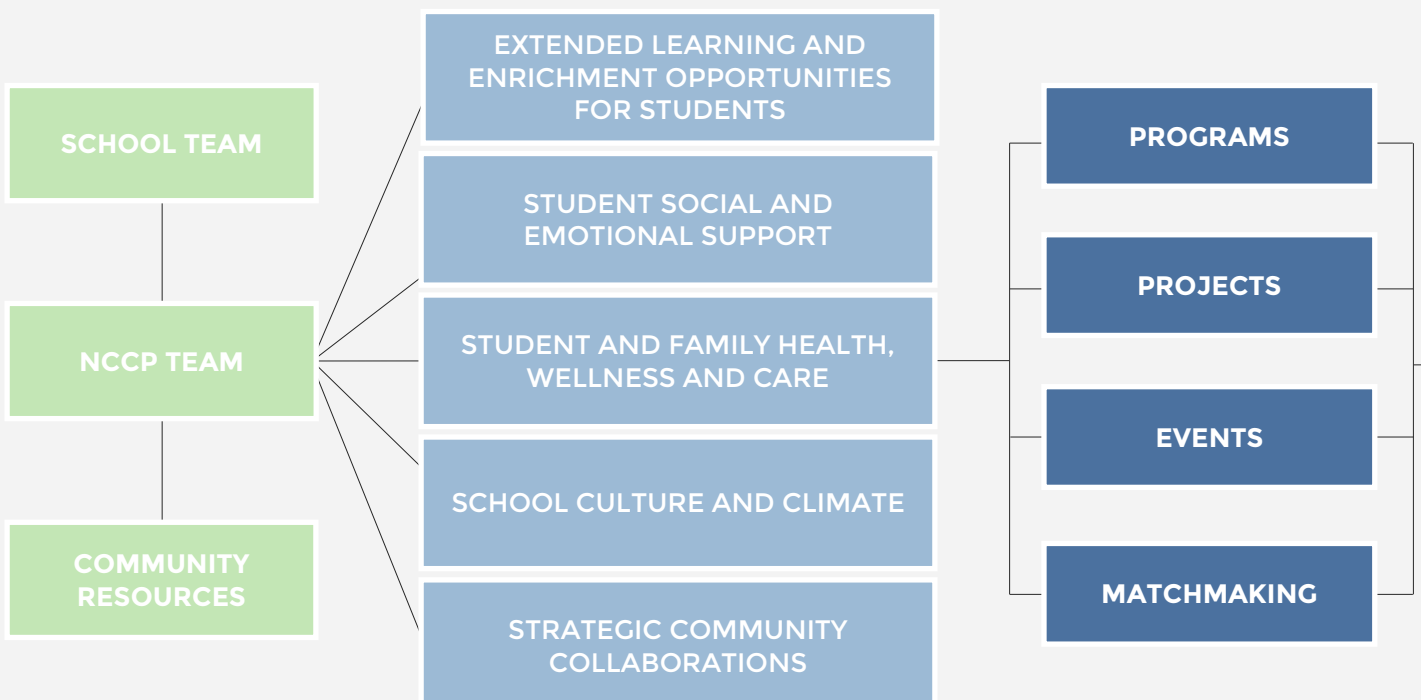 SCHOOL TEAM
NCCP TEAM
COMMUNITY
RESOURCES
EXTENDED LEARNING AND
ENRICHMENT OPPORTUNITIES
FOR STUDENTS
STUDENT SOCIAL AND
EMOTIONAL SUPPORT
STUDENT AND FAMILY HEALTH,
WELLNESS AND CARE
SCHOOL CULTURE AND CLIMATE
STRATEGIC COMMUNITY
COLLABORATIONS
PROGRAMS
PROJECTS
EVENTS
MATCHMAKING